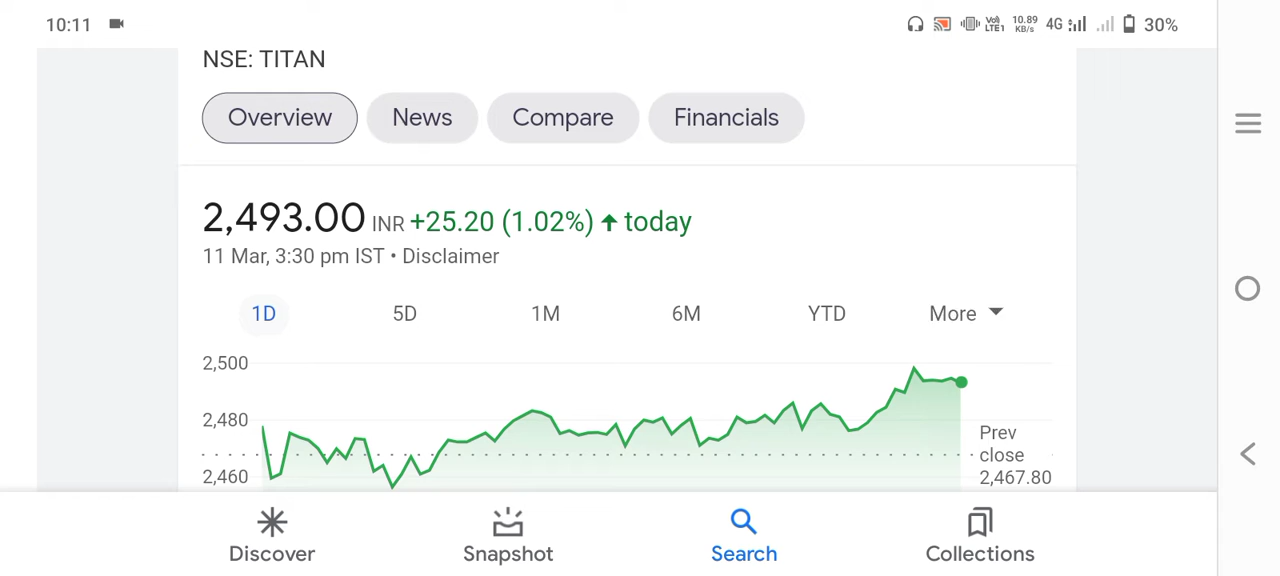 10:11 Vo) LTE1 10.89 KB/s 4G 30%
NSE: TITAN
Overview News Compare Financials
2,493.00 INR +25.20 (1.02%) ↑ today
11 Mar, 3:30 pm IST • Disclaimer
1D 5D 1M 6M YTD More
2,500
2,480
2,460
Prev
close
2,467.80
Discover Snapshot Search Collections